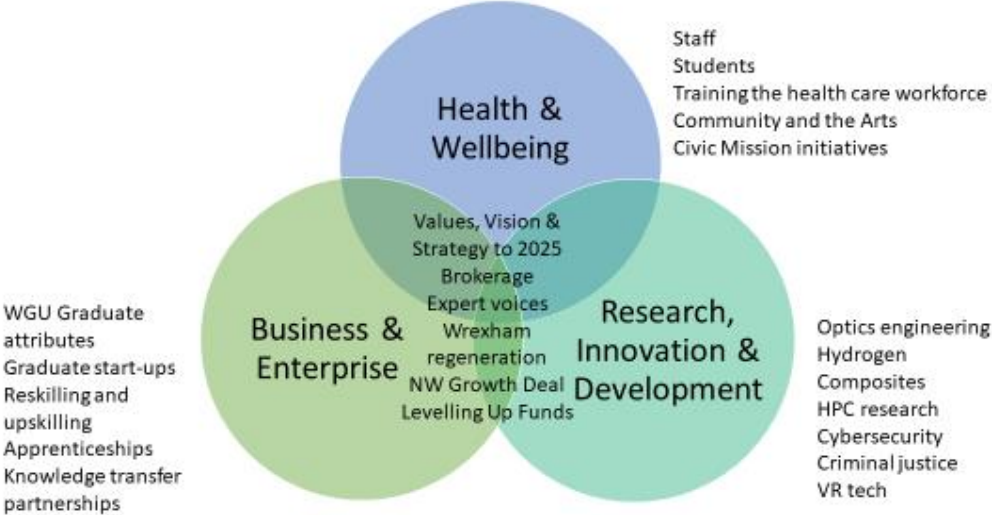 Health &
Wellbeing
Staff
Students
Training the health care workforce
Community and the Arts
Civic Mission initiatives
Values, Vision &
Strategy to 2025
Brokerage
Expert voices
Wrexham
regeneration
NW Growth Deal
Levelling Up Funds
Business &
Enterprise
WGU Graduate
attributes
Graduate start-ups
Reskilling and
upskilling
Apprenticeships
Knowledge transfer
partnerships
Research,
Innovation &
Development
Optics engineering
Hydrogen
Composites
HPC research
Cybersecurity
Criminal justice
VR tech